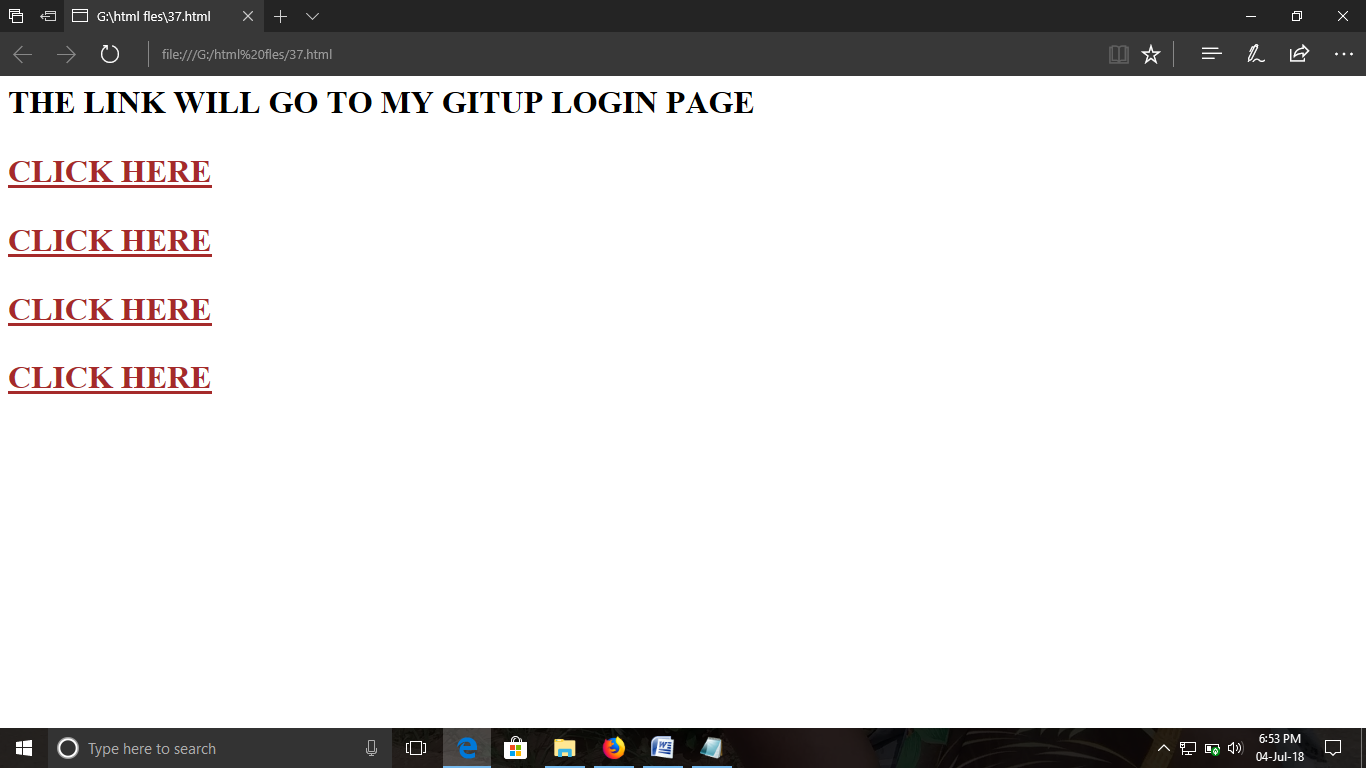 G:\html fles\37.html
file:///G:/html%20fles/37.html
THE LINK WILL GO TO MY GITUP LOGIN PAGE
CLICK HERE
CLICK HERE
CLICK HERE
CLICK HERE
Type here to search
6:53 PM
04-Jul-18